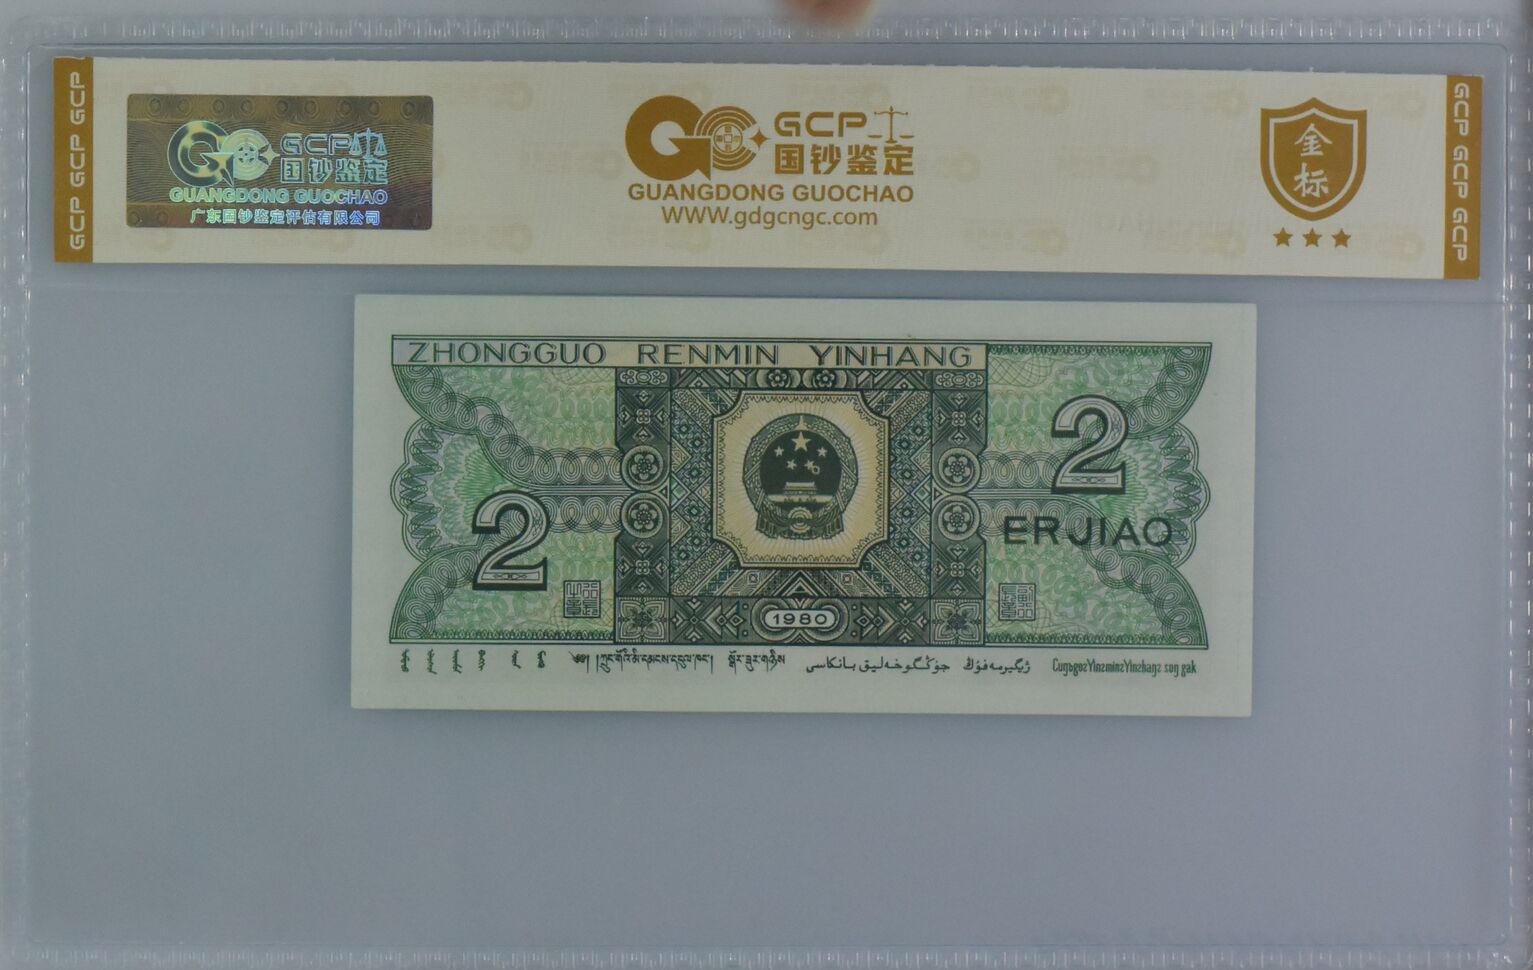 GCP GCP GCP
GCP 国钞鉴定
GUANGDONG GUOCHAO
广东国钞鉴定评估有限公司
GCP
国钞鉴定
GUANGDONG GUOCHAO
WWW.gdgcngc.com
金标
GCP GCP GCP
ZHONGGUO RENMIN YINHANG
2
2
ER JIAO
1980